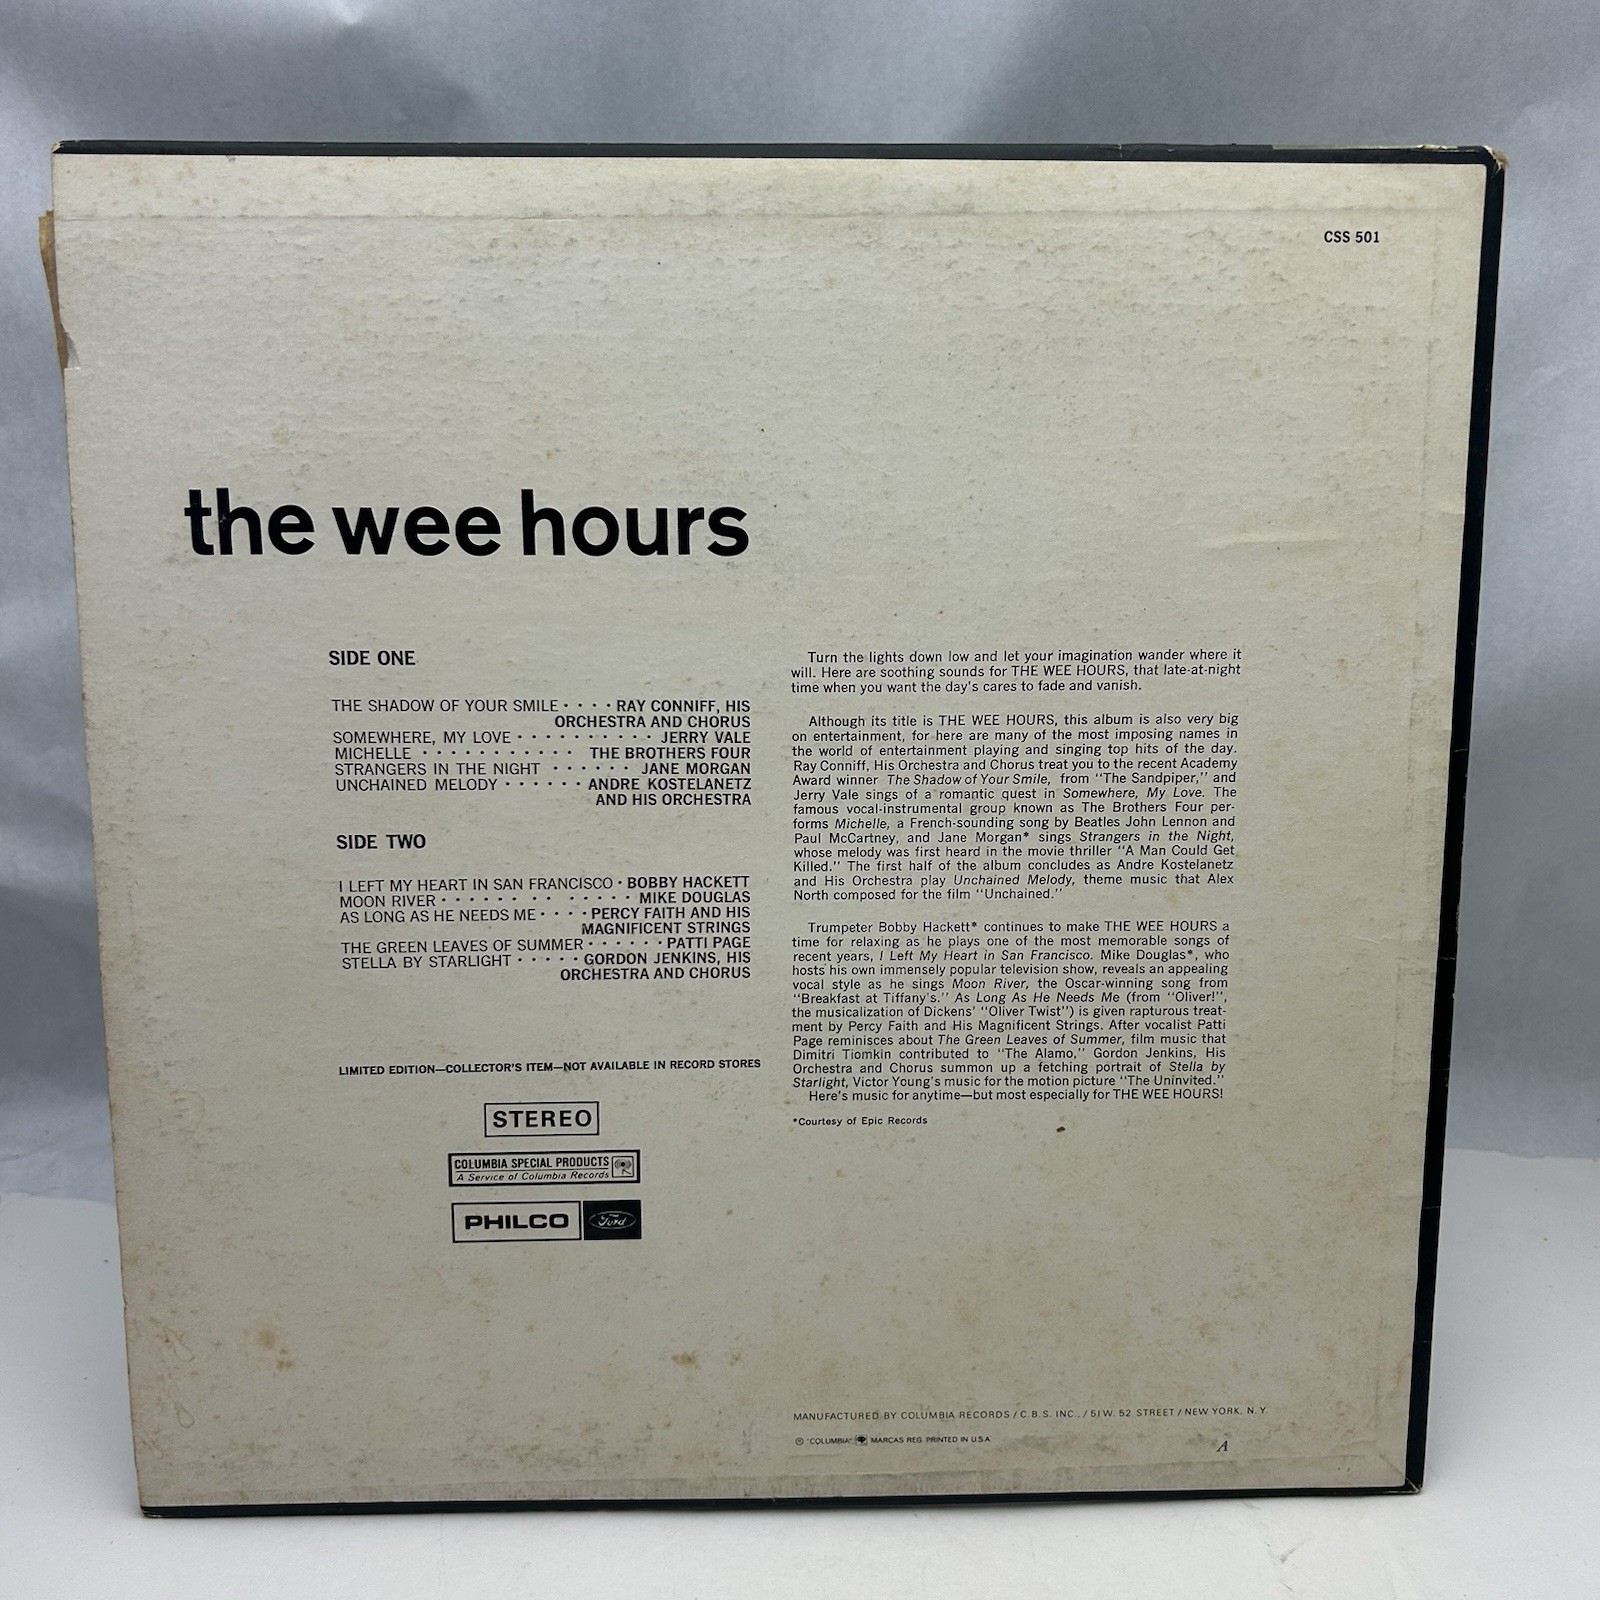 CSS 501
the wee hours
SIDE ONE
THE SHADOW OF YOUR SMILE • • • • RAY CONNIFF, HIS
ORCHESTRA AND CHORUS
SOMEWHERE, MY LOVE • • • • • • • • • • JERRY VALE
MICHELLE • • • • • • • • • • • THE BROTHERS FOUR
STRANGERS IN THE NIGHT • • • • • • JANE MORGAN
UNCHAINED MELODY • • • • • • ANDRE KOSTELANETZ
AND HIS ORCHESTRA
SIDE TWO
I LEFT MY HEART IN SAN FRANCISCO • BOBBY HACKETT
MOON RIVER • • • • • • • • • • • • • MIKE DOUGLAS
AS LONG AS HE NEEDS ME • • • • PERCY FAITH AND HIS
MAGNIFICENT STRINGS
THE GREEN LEAVES OF SUMMER • • • • • • PATTI PAGE
STELLA BY STARLIGHT • • • • • GORDON JENKINS, HIS
ORCHESTRA AND CHORUS
LIMITED EDITION—COLLECTOR'S ITEM—NOT AVAILABLE IN RECORD STORES
STEREO
COLUMBIA SPECIAL PRODUCTS
A Service of Columbia Records
PHILCO Ford
Turn the lights down low and let your imagination wander where it
will. Here are soothing sounds for THE WEE HOURS, that late-at-night
time when you want the day's cares to fade and vanish.
Although its title is THE WEE HOURS, this album is also very big
on entertainment, for here are many of the most imposing names in
the world of entertainment playing and singing top hits of the day.
Ray Conniff, His Orchestra and Chorus treat you to the recent Academy
Award winner The Shadow of Your Smile, from "The Sandpiper," and
Jerry Vale sings of a romantic quest in Somewhere, My Love. The
famous vocal-instrumental group known as The Brothers Four per-
forms Michelle, a French-sounding song by Beatles John Lennon and
Paul McCartney, and Jane Morgan* sings Strangers in the Night,
whose melody was first heard in the movie thriller "A Man Could Get
Killed." The first half of the album concludes as Andre Kostelanetz
and His Orchestra play Unchained Melody, theme music that Alex
North composed for the film "Unchained."
Trumpeter Bobby Hackett* continues to make THE WEE HOURS a
time for relaxing as he plays one of the most memorable songs of
recent years, I Left My Heart in San Francisco. Mike Douglas*, who
hosts his own immensely popular television show, reveals an appealing
vocal style as he sings Moon River, the Oscar-winning song from
"Breakfast at Tiffany's." As Long As He Needs Me (from "Oliver!",
the musicalization of Dickens' "Oliver Twist") is given rapturous treat-
ment by Percy Faith and His Magnificent Strings. After vocalist Patti
Page reminisces about The Green Leaves of Summer, film music that
Dimitri Tiomkin contributed to "The Alamo," Gordon Jenkins, His
Orchestra and Chorus summon up a fetching portrait of Stella by
Starlight, Victor Young's music for the motion picture "The Uninvited."
Here's music for anytime—but most especially for THE WEE HOURS!
*Courtesy of Epic Records
MANUFACTURED BY COLUMBIA RECORDS / C.B.S. INC., / 51 W. 52 STREET / NEW YORK, N. Y.
® "COLUMBIA" MARCAS REG. PRINTED IN U.S.A.
A